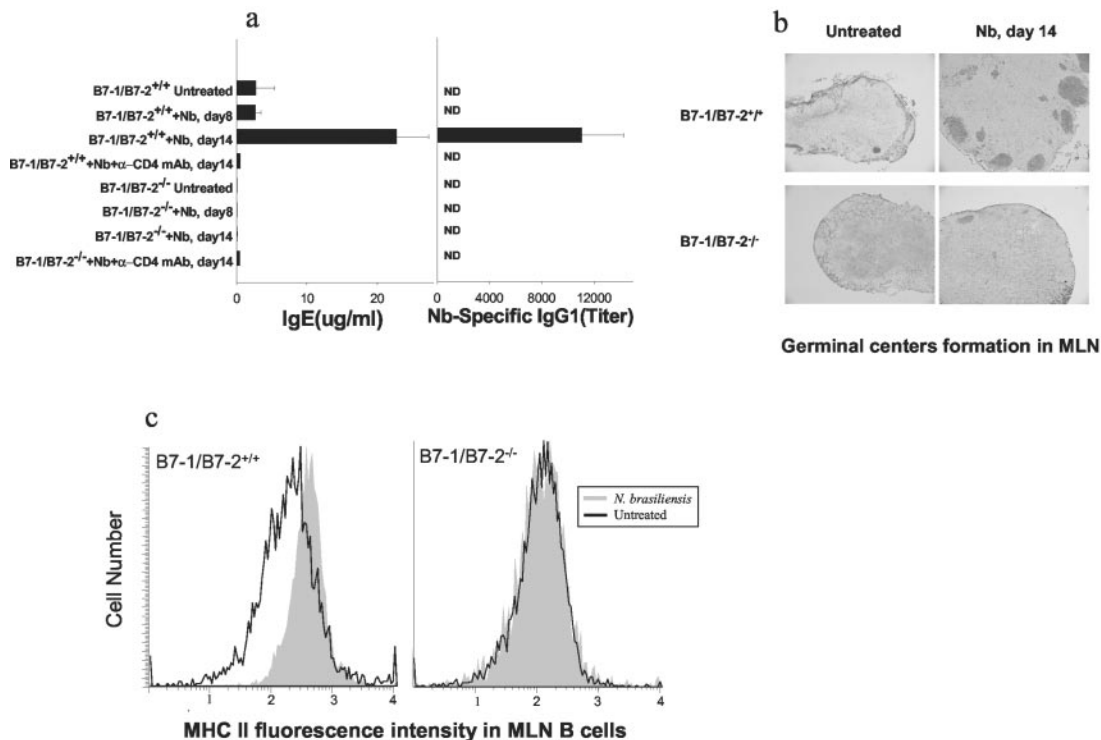 a
B7-1/B7-2+/+ Untreated
B7-1/B7-2+/+ +Nb, day8
B7-1/B7-2+/+ +Nb, day14
B7-1/B7-2+/+ +Nb+α-CD4 mAb, day14
B7-1/B7-2-/- Untreated
B7-1/B7-2-/- +Nb, day8
B7-1/B7-2-/- +Nb, day14
B7-1/B7-2-/- +Nb+α-CD4 mAb, day14
0 10 20
IgE(ug/ml)
ND
ND
ND
ND
ND
ND
ND
0 4000 8000 12000
Nb-Specific IgG1(Titer)
b
Untreated Nb, day 14
B7-1/B7-2+/+
B7-1/B7-2-/-
Germinal centers formation in MLN
c
Cell Number
B7-1/B7-2+/+
1 2 3 4
B7-1/B7-2-/-
1 2 3 4
N. brasiliensis
Untreated
MHC II fluorescence intensity in MLN B cells